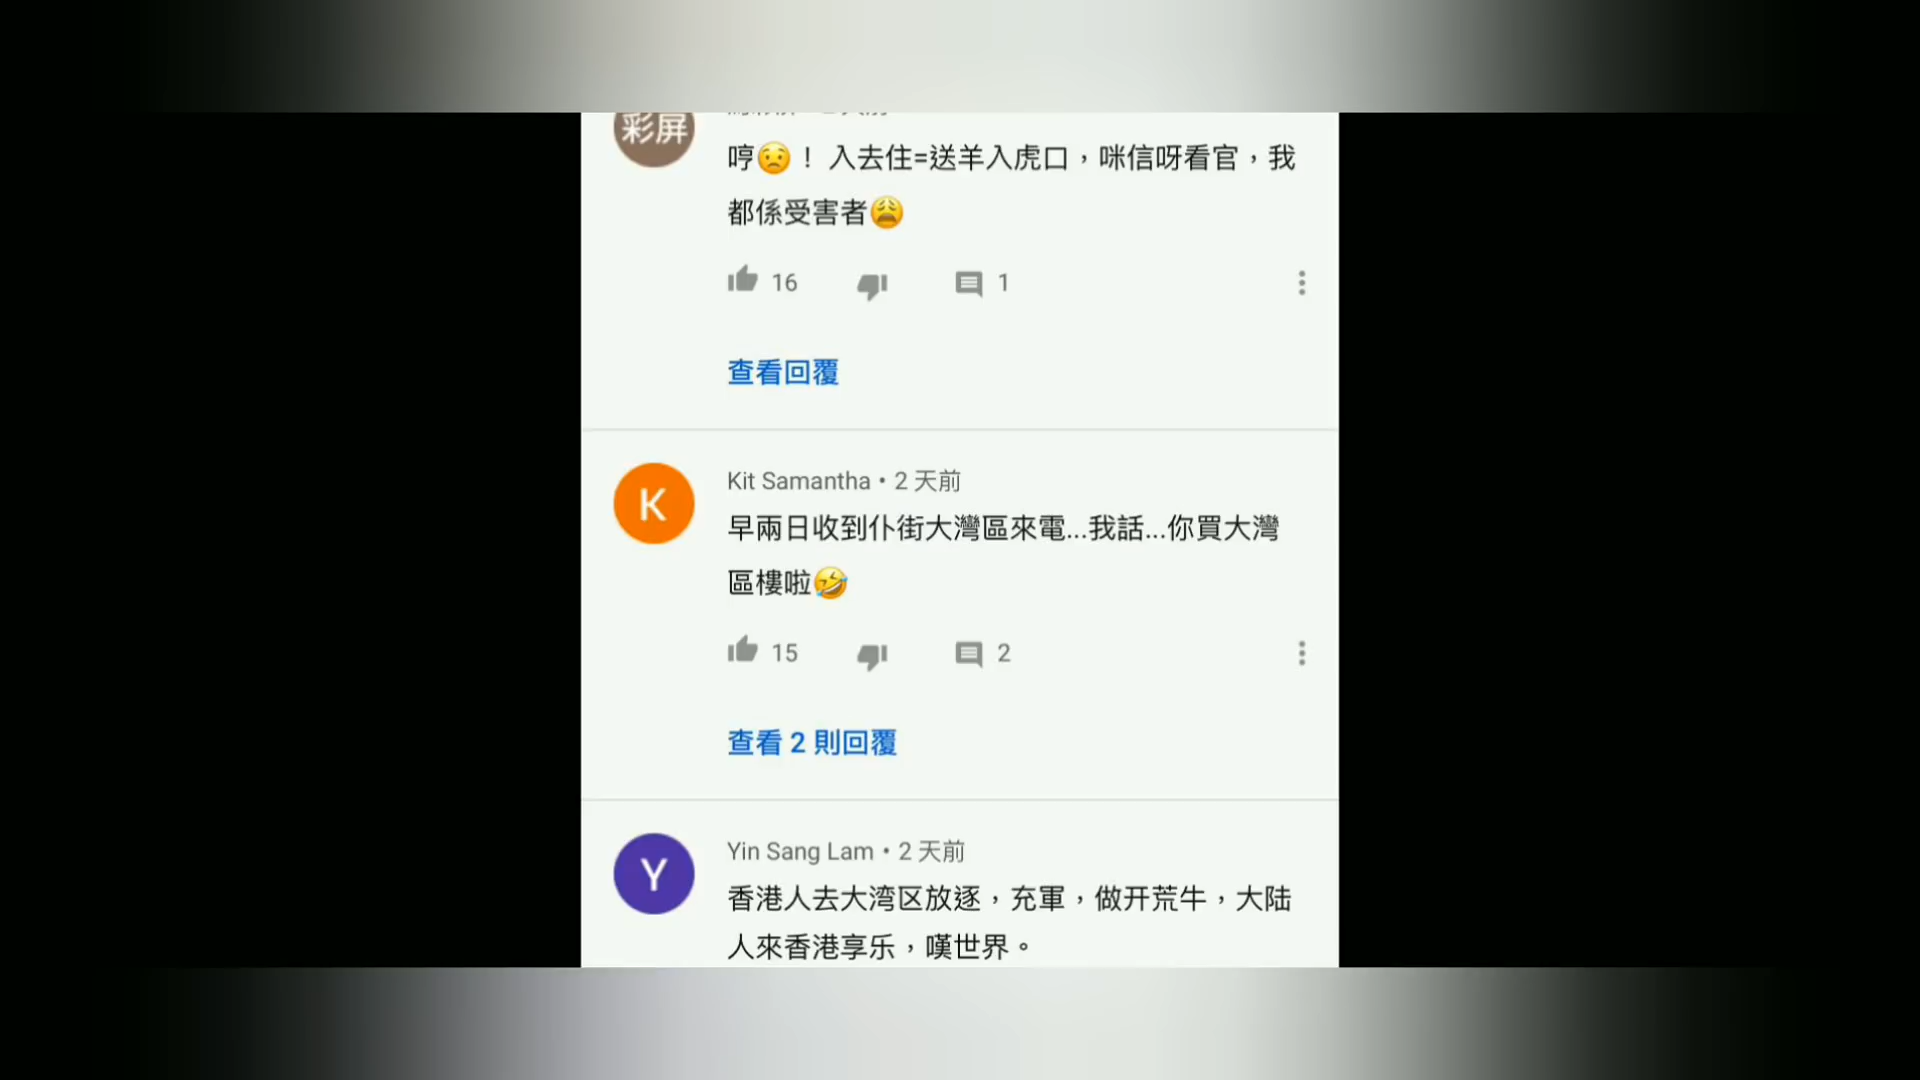 彩屏
哼😟！ 入去住=送羊入虎口，咪信呀看官，我
都係受害者😩
16 1
查看回覆
K
Kit Samantha • 2 天前
早兩日收到仆街大灣區來電...我話...你買大灣
區樓啦🤣
15 2
查看 2 則回覆
Y
Yin Sang Lam • 2 天前
香港人去大湾区放逐，充軍，做开荒牛，大陆
人來香港享乐，嘆世界。